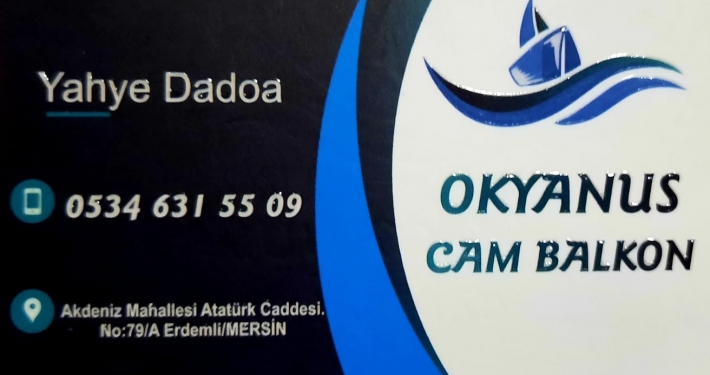 Yahye Dadoa
0534 631 55 09
Akdeniz Mahallesi Atatürk Caddesi.
No:79/A Erdemli/MERSİN
OKYANUS
CAM BALKON